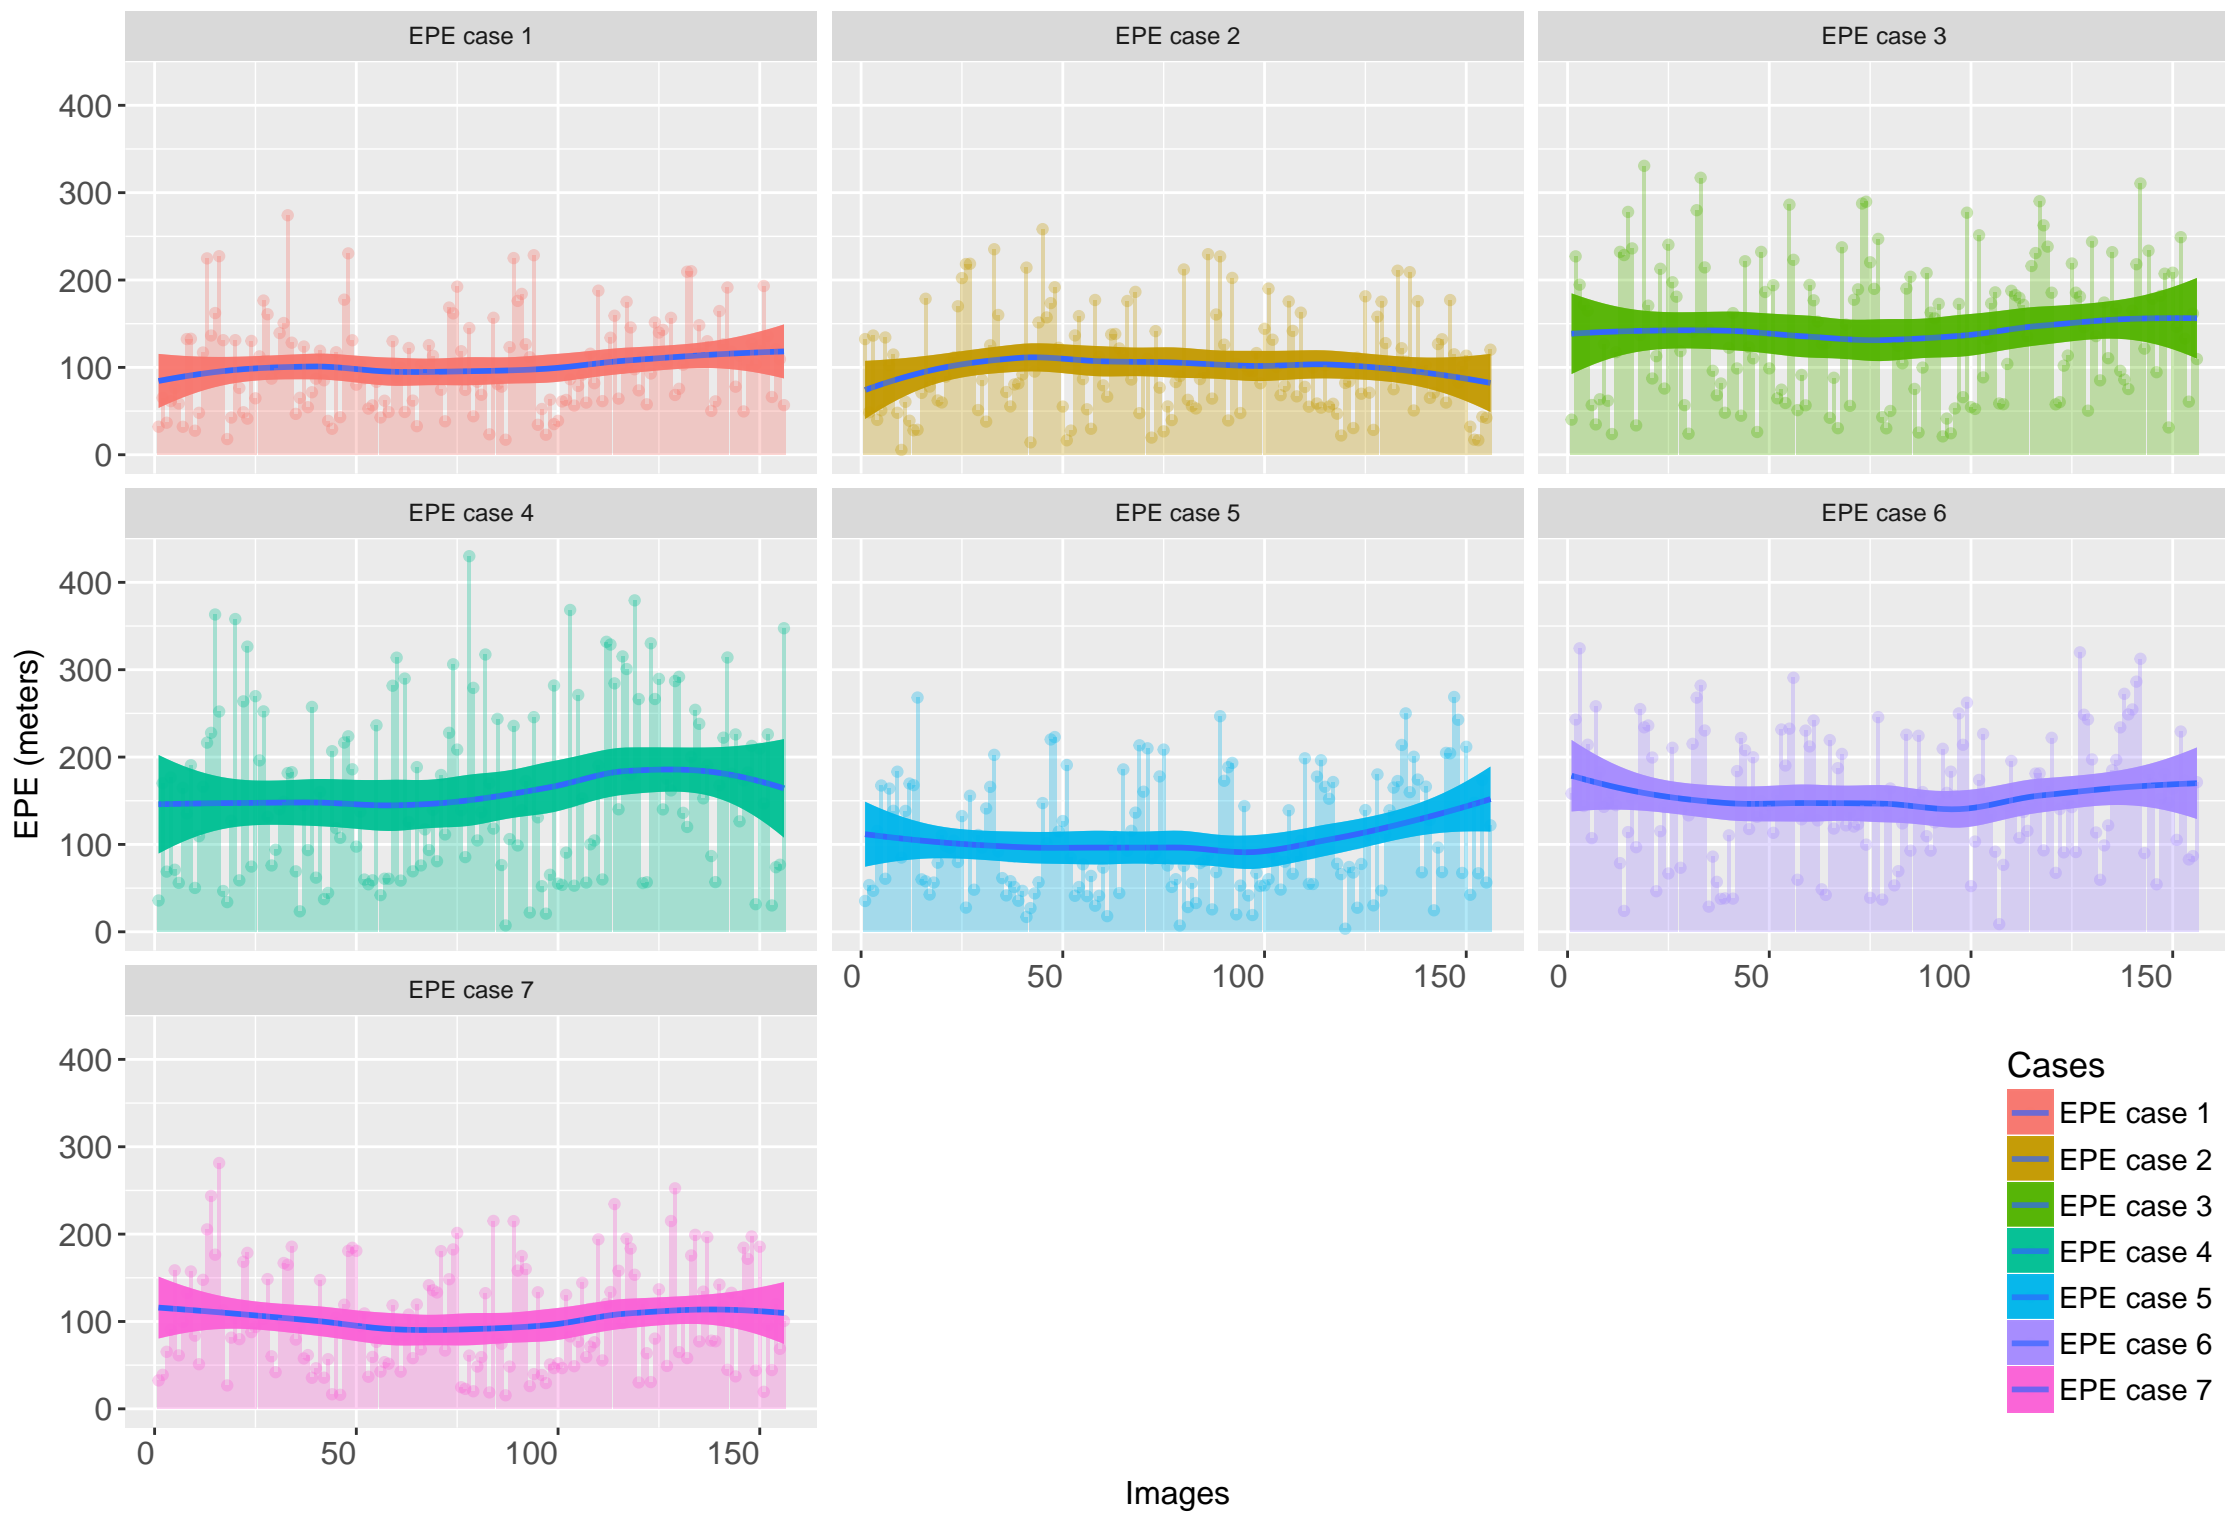 EPE case 1 EPE case 2 EPE case 3
400
300
200
100
0
EPE case 4 EPE case 5 EPE case 6
400
300
200
100
0
0 50 100 150 0 50 100 150
EPE case 7
400
300
200
100
0
0 50 100 150
EPE (meters)
Images
Cases
EPE case 1
EPE case 2
EPE case 3
EPE case 4
EPE case 5
EPE case 6
EPE case 7